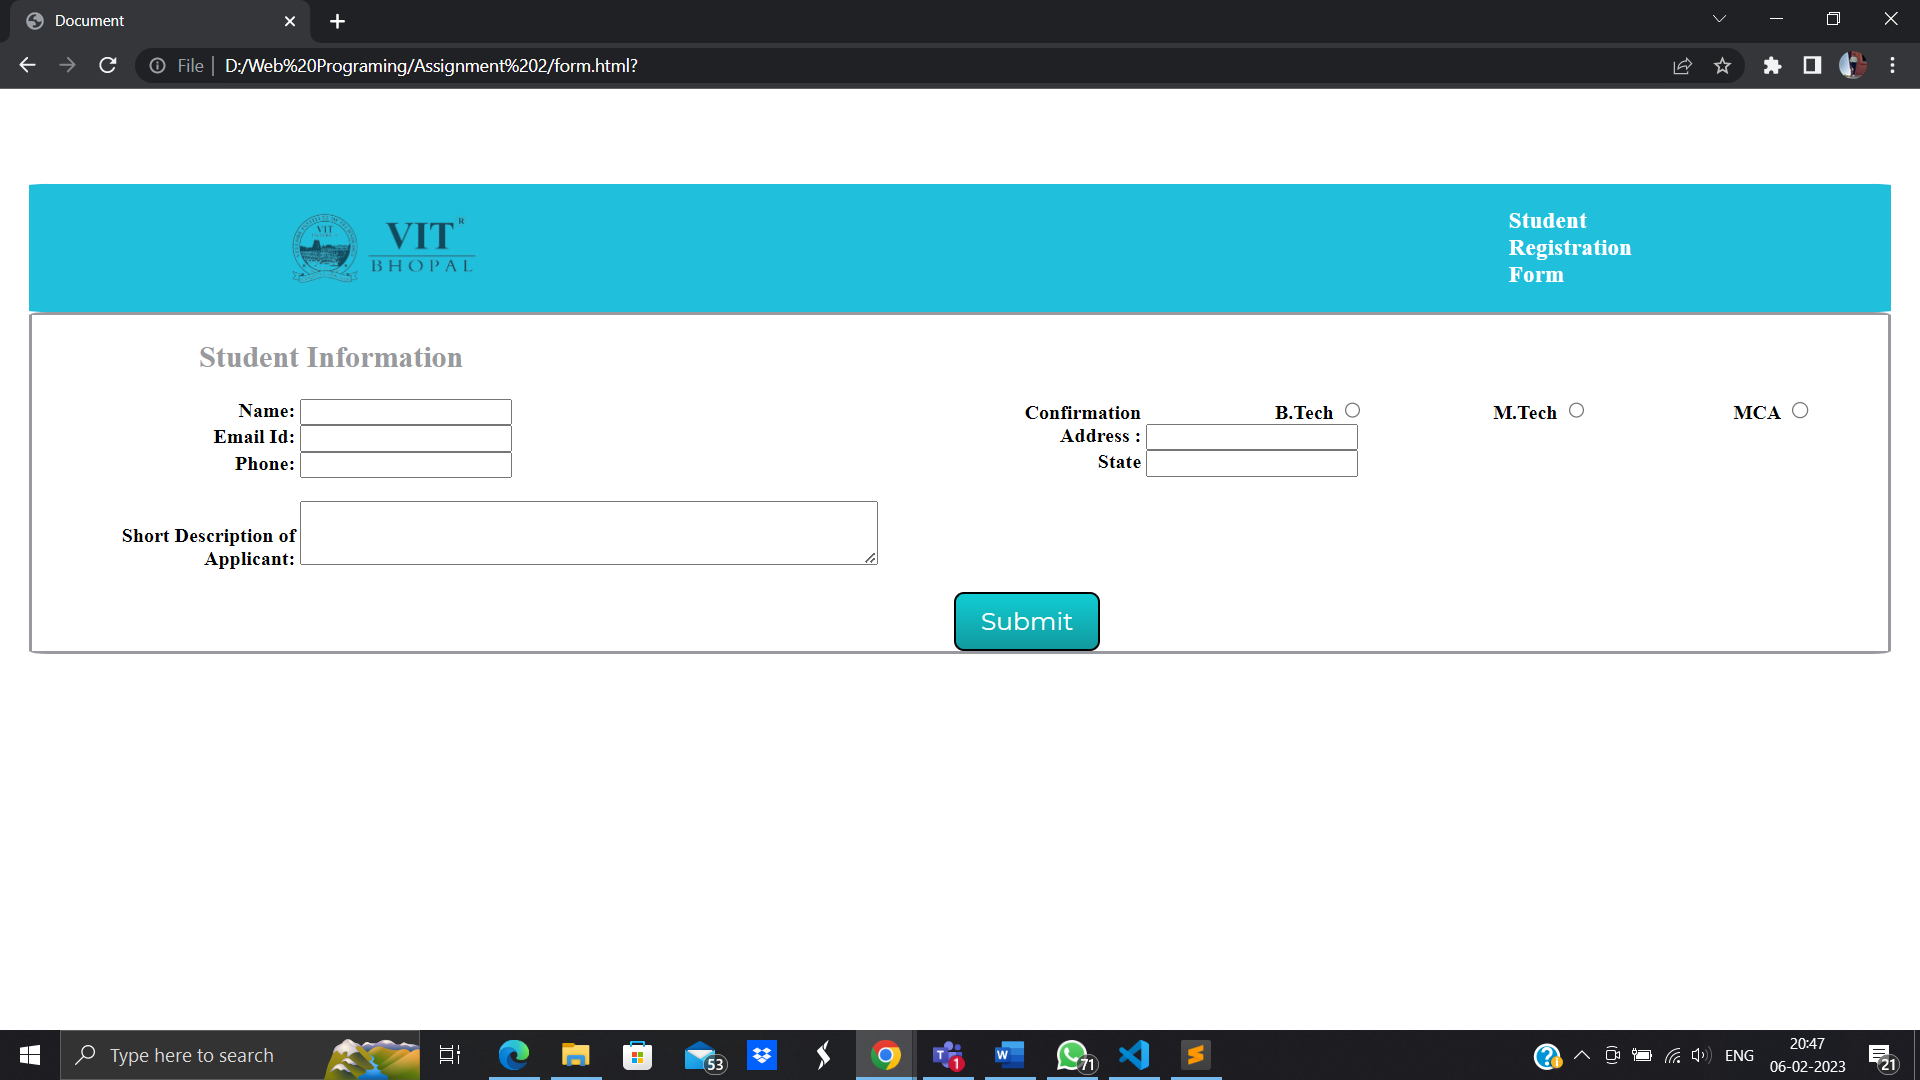 Document
File | D:/Web%20Programing/Assignment%202/form.html?
VIT
VIT R
BHOPAL
Student
Registration
Form
Student Information
Name:
Confirmation B.Tech M.Tech MCA
Email Id:
Address :
Phone:
State
Short Description of
Applicant:
Submit
Type here to search
53
1
71
ENG
20:47
06-02-2023
21